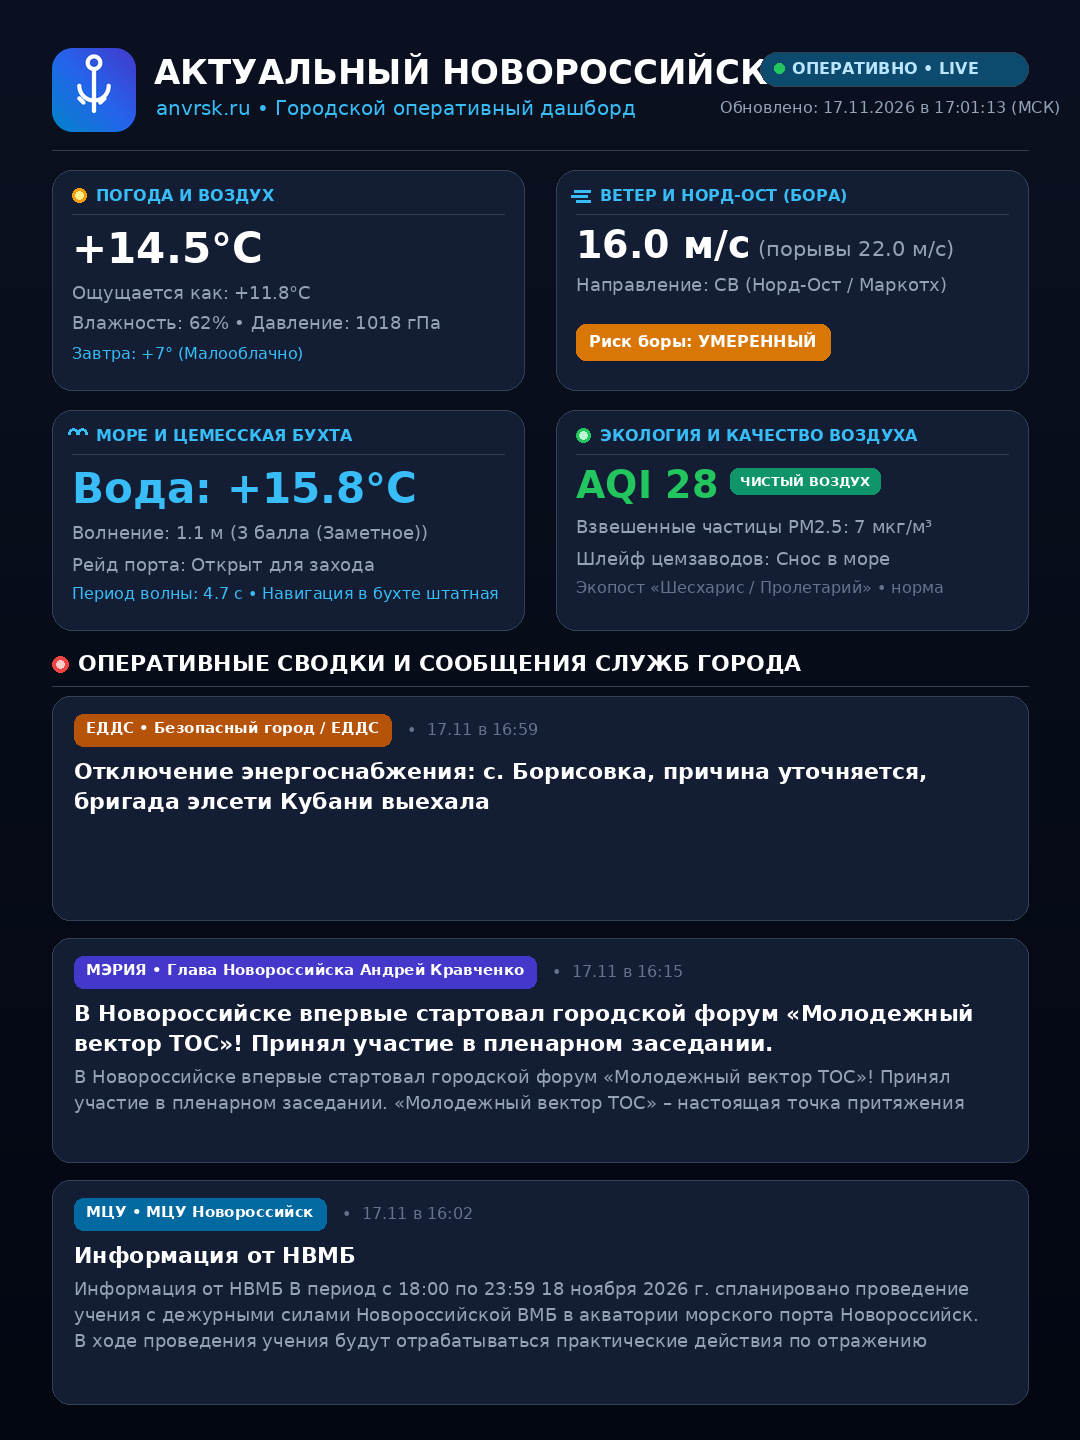 АКТУАЛЬНЫЙ НОВОРОССИЙСК
ОПЕРАТИВНО • LIVE
anvrsk.ru • Городской оперативный дашборд
Обновлено: 17.11.2026 в 17:01:13 (МСК)
ПОГОДА И ВОЗДУХ
+14.5°C
Ощущается как: +11.8°C
Влажность: 62% • Давление: 1018 гПа
Завтра: +7° (Малооблачно)
ВЕТЕР И НОРД-ОСТ (БОРА)
16.0 м/с (порывы 22.0 м/с)
Направление: СВ (Норд-Ост / Маркотх)
Риск боры: УМЕРЕННЫЙ
МОРЕ И ЦЕМЕССКАЯ БУХТА
Вода: +15.8°C
Волнение: 1.1 м (3 балла (Заметное))
Рейд порта: Открыт для захода
Период волны: 4.7 с • Навигация в бухте штатная
ЭКОЛОГИЯ И КАЧЕСТВО ВОЗДУХА
AQI 28 ЧИСТЫЙ ВОЗДУХ
Взвешенные частицы PM2.5: 7 мкг/м³
Шлейф цемзаводов: Снос в море
Экопост «Шесхарис / Пролетарий» • норма
ОПЕРАТИВНЫЕ СВОДКИ И СООБЩЕНИЯ СЛУЖБ ГОРОДА
ЕДДС • Безопасный город / ЕДДС • 17.11 в 16:59
Отключение энергоснабжения: с. Борисовка, причина уточняется,
бригада элсети Кубани выехала
МЭРИЯ • Глава Новороссийска Андрей Кравченко • 17.11 в 16:15
В Новороссийске впервые стартовал городской форум «Молодежный
вектор ТОС»! Принял участие в пленарном заседании.
В Новороссийске впервые стартовал городской форум «Молодежный вектор ТОС»! Принял
участие в пленарном заседании. «Молодежный вектор ТОС» – настоящая точка притяжения
МЦУ • МЦУ Новороссийск • 17.11 в 16:02
Информация от НВМБ
Информация от НВМБ В период с 18:00 по 23:59 18 ноября 2026 г. спланировано проведение
учения с дежурными силами Новороссийской ВМБ в акватории морского порта Новороссийск.
В ходе проведения учения будут отрабатываться практические действия по отражению